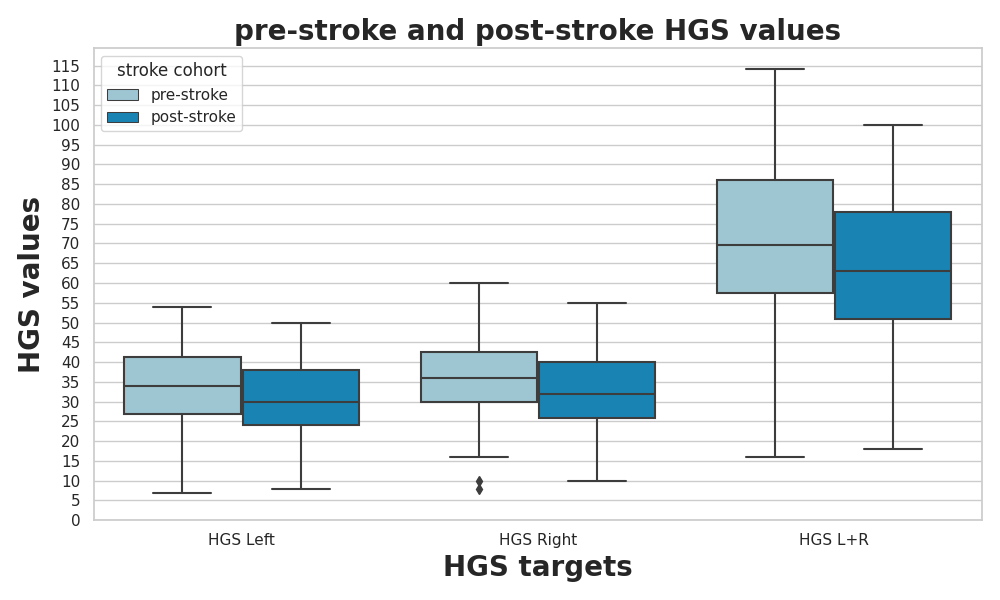 pre-stroke and post-stroke HGS values
stroke cohort
pre-stroke
post-stroke
HGS values
115
110
105
100
95
90
85
80
75
70
65
60
55
50
45
40
35
30
25
20
15
10
5
0
HGS Left
HGS Right
HGS L+R
HGS targets